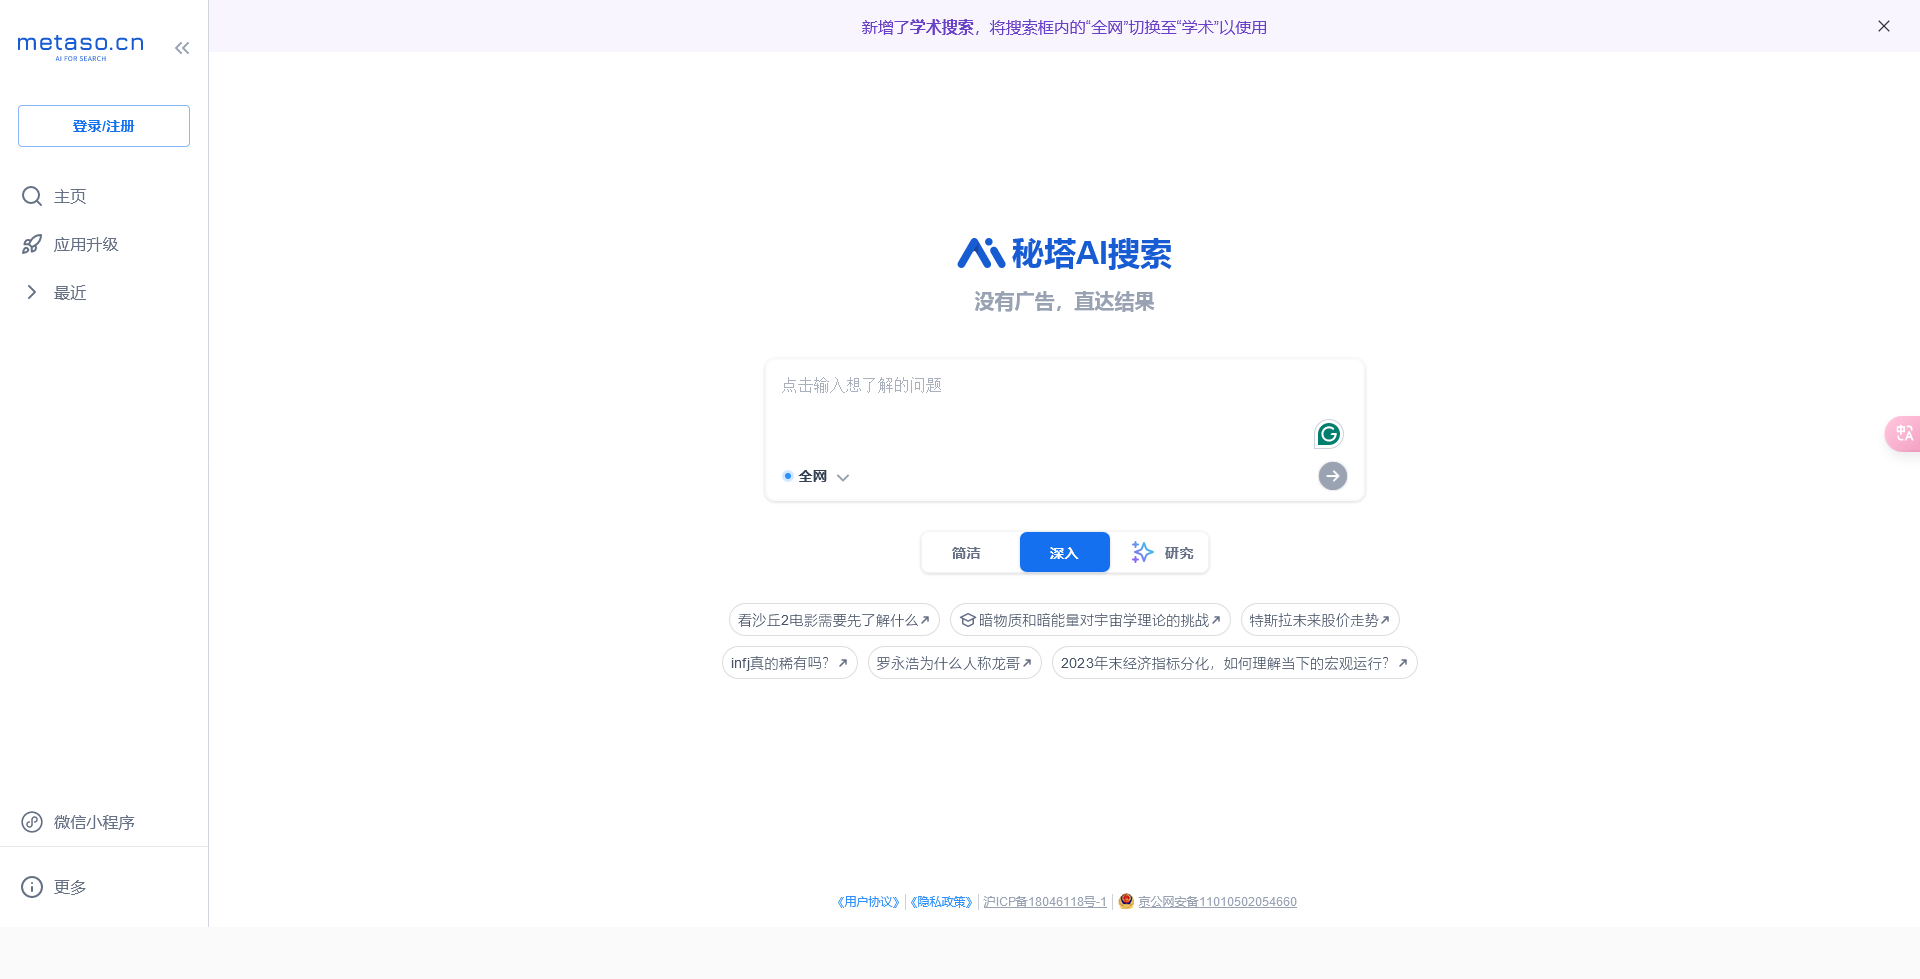 metaso.cn
AI FOR SEARCH
登录/注册
主页
应用升级
最近
微信小程序
更多
新增了学术搜索，将搜索框内的“全网”切换至“学术”以使用
秘塔AI搜索
没有广告，直达结果
点击输入想了解的问题
全网
简洁 深入 研究
看沙丘2电影需要先了解什么 暗物质和暗能量对宇宙学理论的挑战 特斯拉未来股价走势
infj真的稀有吗？ 罗永浩为什么人称龙哥 2023年末经济指标分化，如何理解当下的宏观运行？
《用户协议》 《隐私政策》 沪ICP备18046118号-1 京公网安备11010502054660